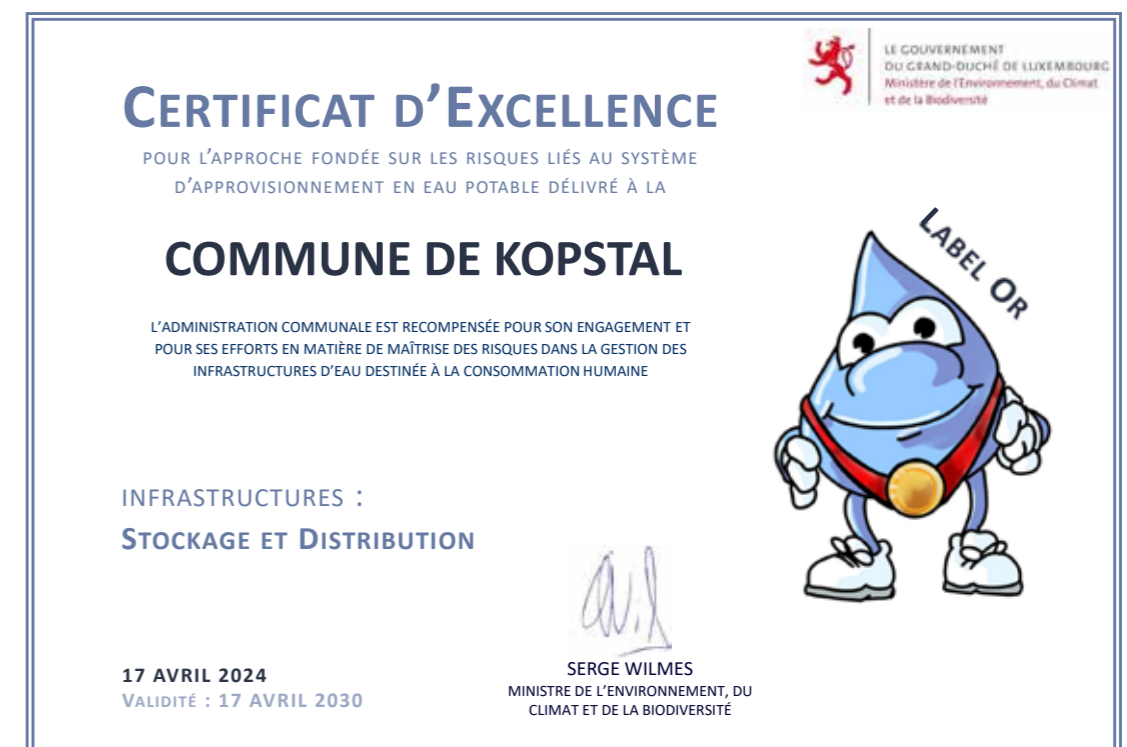 LE GOUVERNEMENT
DU GRAND-DUCHÉ DE LUXEMBOURG
Ministère de l'Environnement, du Climat
et de la Biodiversité
CERTIFICAT D'EXCELLENCE
POUR L'APPROCHE FONDÉE SUR LES RISQUES LIÉS AU SYSTÈME
D'APPROVISIONNEMENT EN EAU POTABLE DÉLIVRÉ À LA
COMMUNE DE KOPSTAL
LABEL OR
L'ADMINISTRATION COMMUNALE EST RECOMPENSÉE POUR SON ENGAGEMENT ET
POUR SES EFFORTS EN MATIÈRE DE MAÎTRISE DES RISQUES DANS LA GESTION DES
INFRASTRUCTURES D'EAU DESTINÉE À LA CONSOMMATION HUMAINE
INFRASTRUCTURES :
STOCKAGE ET DISTRIBUTION
17 AVRIL 2024
VALIDITÉ : 17 AVRIL 2030
SERGE WILMES
MINISTRE DE L'ENVIRONNEMENT, DU
CLIMAT ET DE LA BIODIVERSITÉ